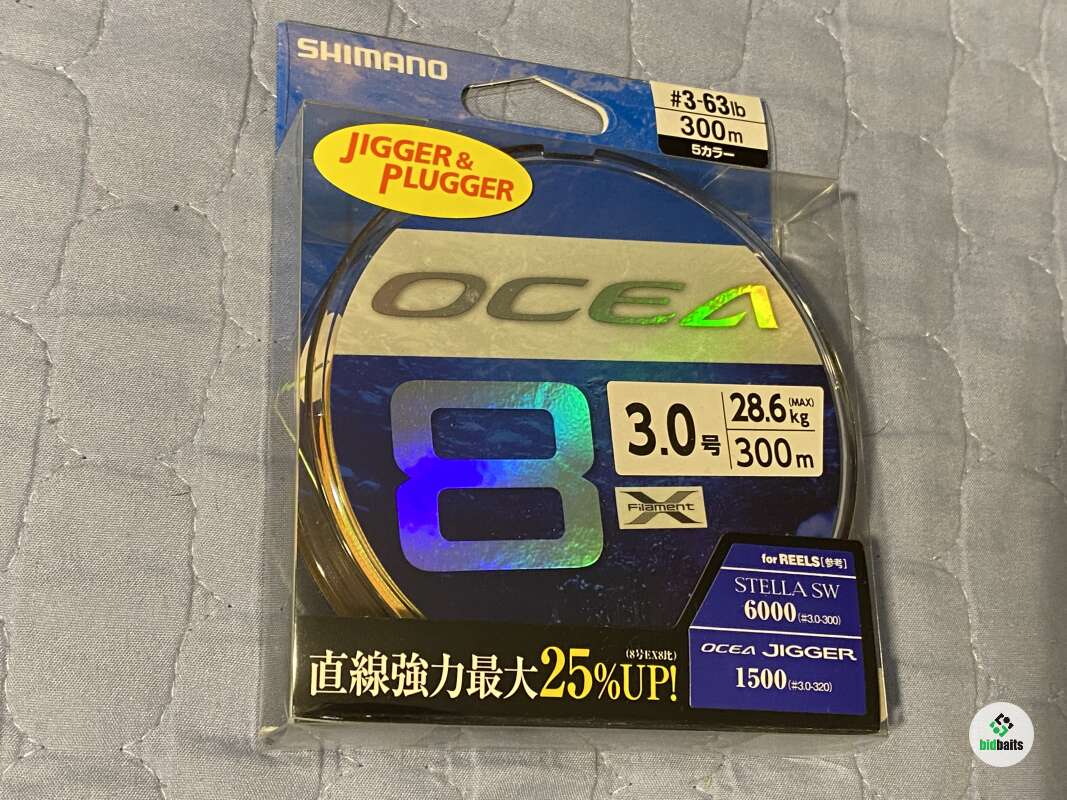 SHIMANO
#3-63lb
300m
5カラー
JIGGER &
PLUGGER
OCEA
8
3.0号
28.6kg (MAX)
300m
X Filament
for REELS [参考]
STELLA SW
6000 (#3.0-300)
OCEA JIGGER
1500 (#3.0-320)
(8号EX8比)
直線強力最大25%UP!
bidbaits